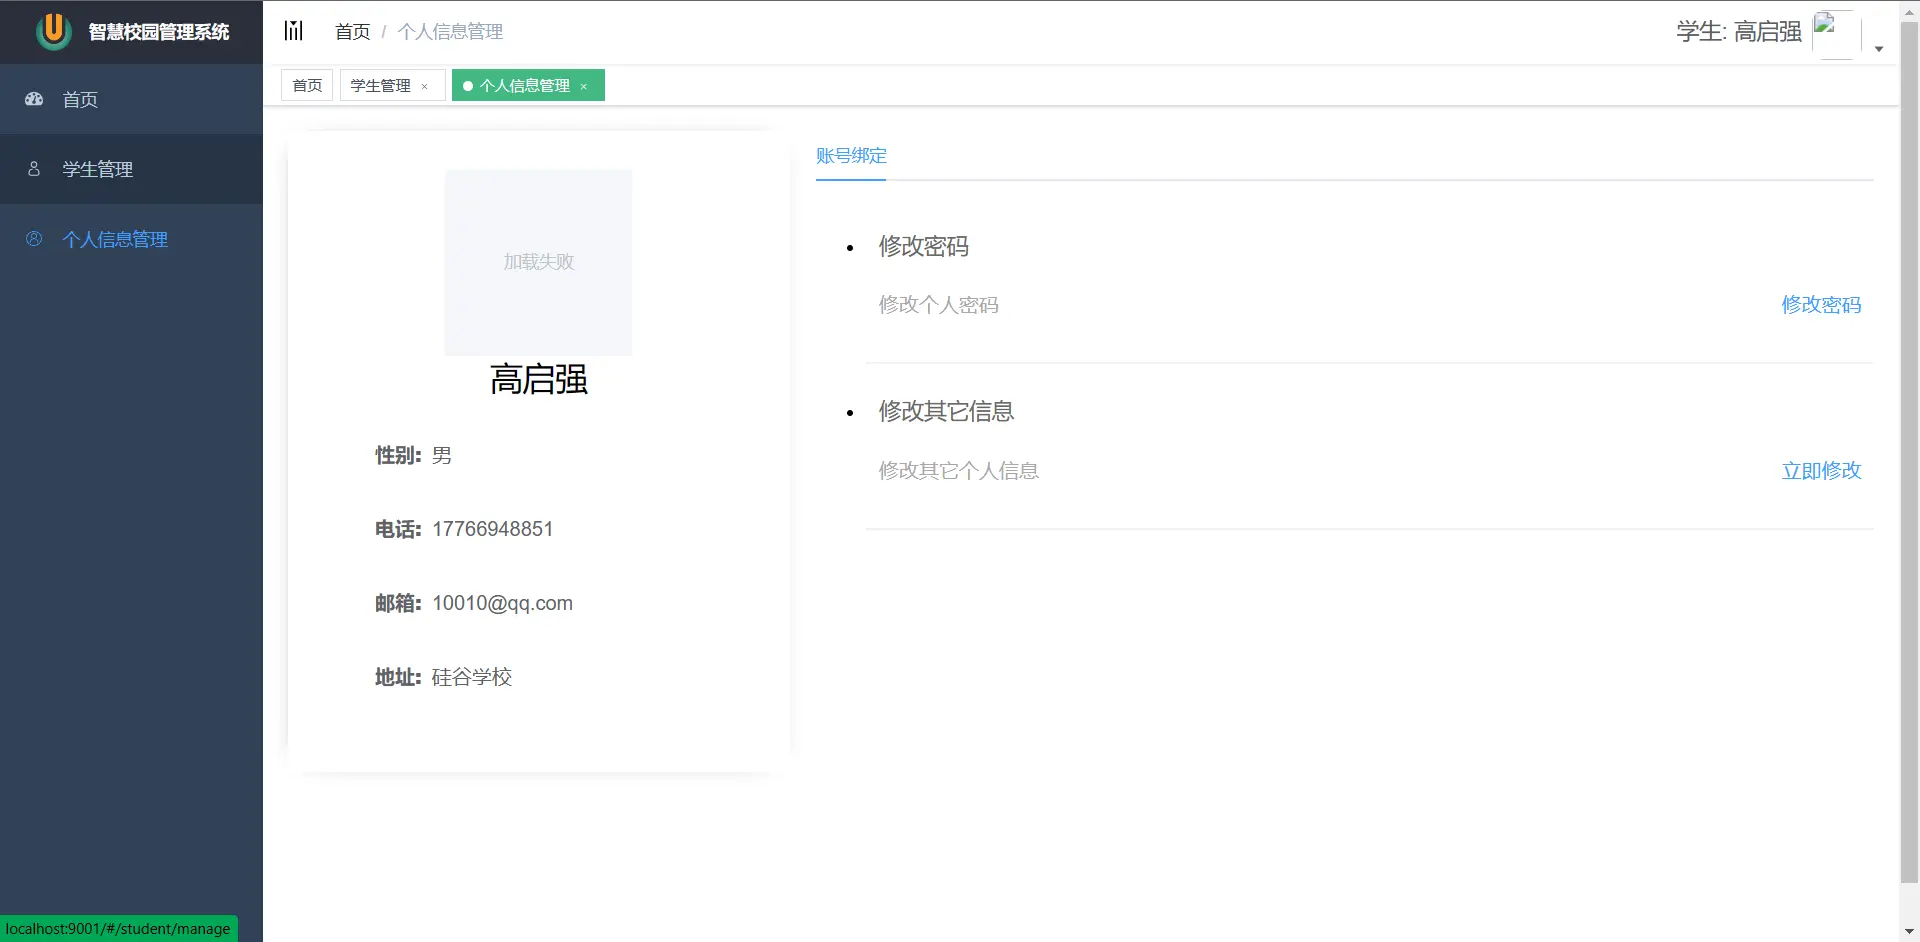 智慧校园管理系统
首页
学生管理
个人信息管理
首页 / 个人信息管理
学生: 高启强
首页
学生管理 ×
个人信息管理 ×
加载失败
高启强
性别: 男
电话: 17766948851
邮箱: 10010@qq.com
地址: 硅谷学校
账号绑定
修改密码
修改个人密码
修改密码
修改其它信息
修改其它个人信息
立即修改
localhost:9001/#/student/manage